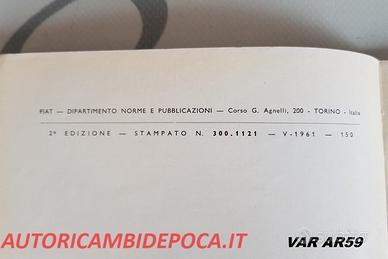 FIAT — DIPARTIMENTO NORME E PUBBLICAZIONI — Corso G. Agnelli, 200 - TORINO - Italia
2ª EDIZIONE — STAMPATO N. 300.1121 — V-1961 — 150
AUTORICAMBIDEPOCA.IT
VAR AR59